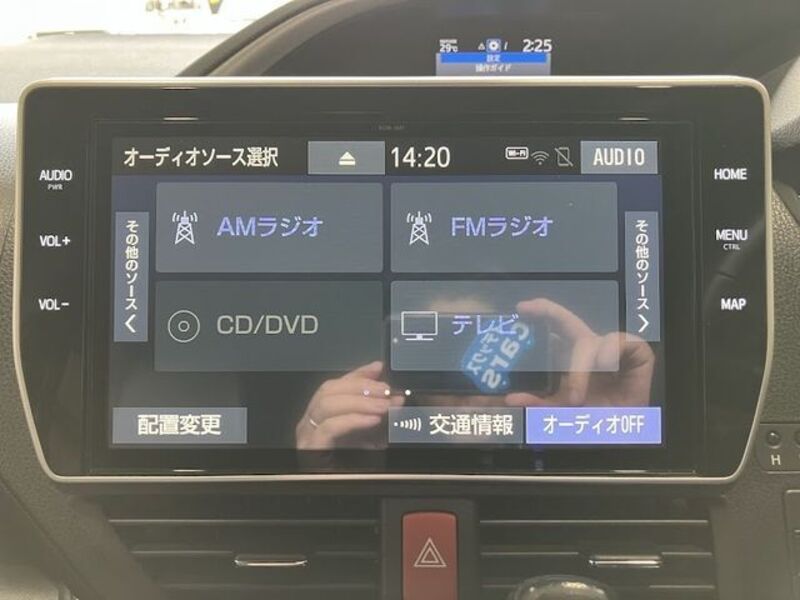 29℃ 2:25
設定
操作ガイド
オーディオソース選択
14:20
Wi-Fi
AUDIO
AUDIO
PWR
VOL+
VOL-
HOME
MENU
CTRL
MAP
その他のソース
AMラジオ
FMラジオ
CD/DVD
テレビ
その他のソース
配置変更
交通情報
オーディオOFF
H